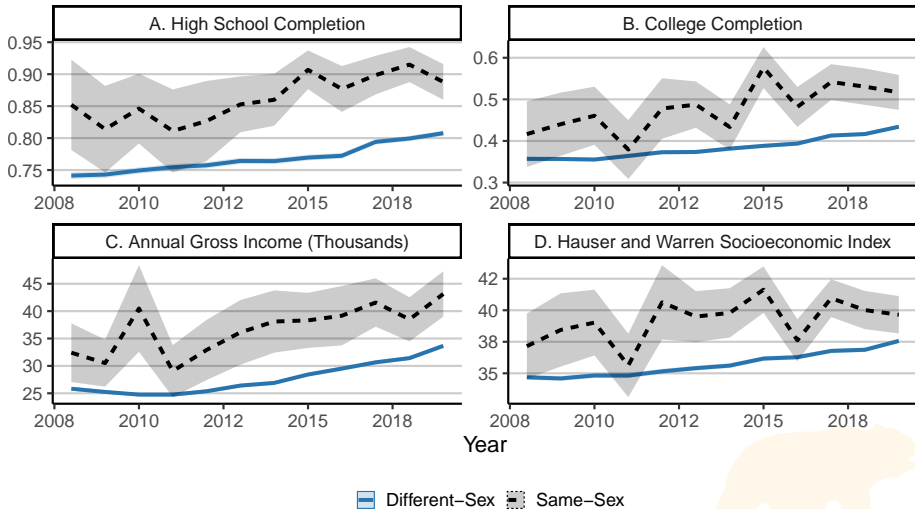 A. High School Completion
B. College Completion
0.95
0.90
0.85
0.80
0.75
0.6
0.5
0.4
0.3
2008 2010 2012 2015 2018
2008 2010 2012 2015 2018
C. Annual Gross Income (Thousands)
D. Hauser and Warren Socioeconomic Index
45
40
35
30
25
42
40
38
35
2008 2010 2012 2015 2018
2008 2010 2012 2015 2018
Year
Different−Sex Same−Sex